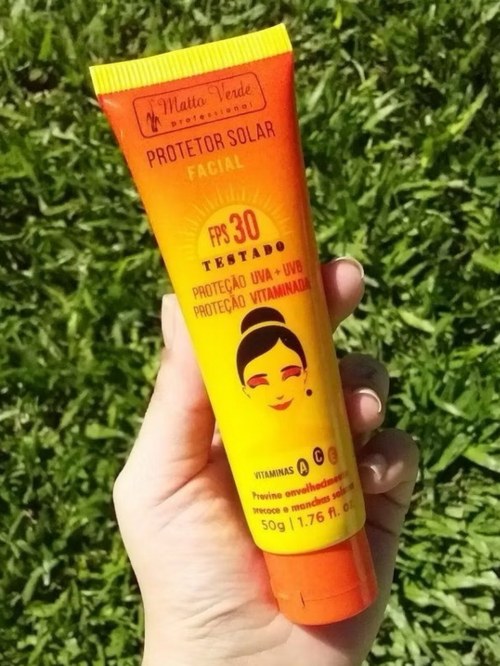 Matto Verde
professional
PROTETOR SOLAR
FACIAL
FPS 30
TESTADO
PROTEÇÃO UVA + UVB
PROTEÇÃO VITAMINADA
VITAMINAS A C E
Previne envelhecimento
precoce e manchas
50g | 1.76 fl. oz